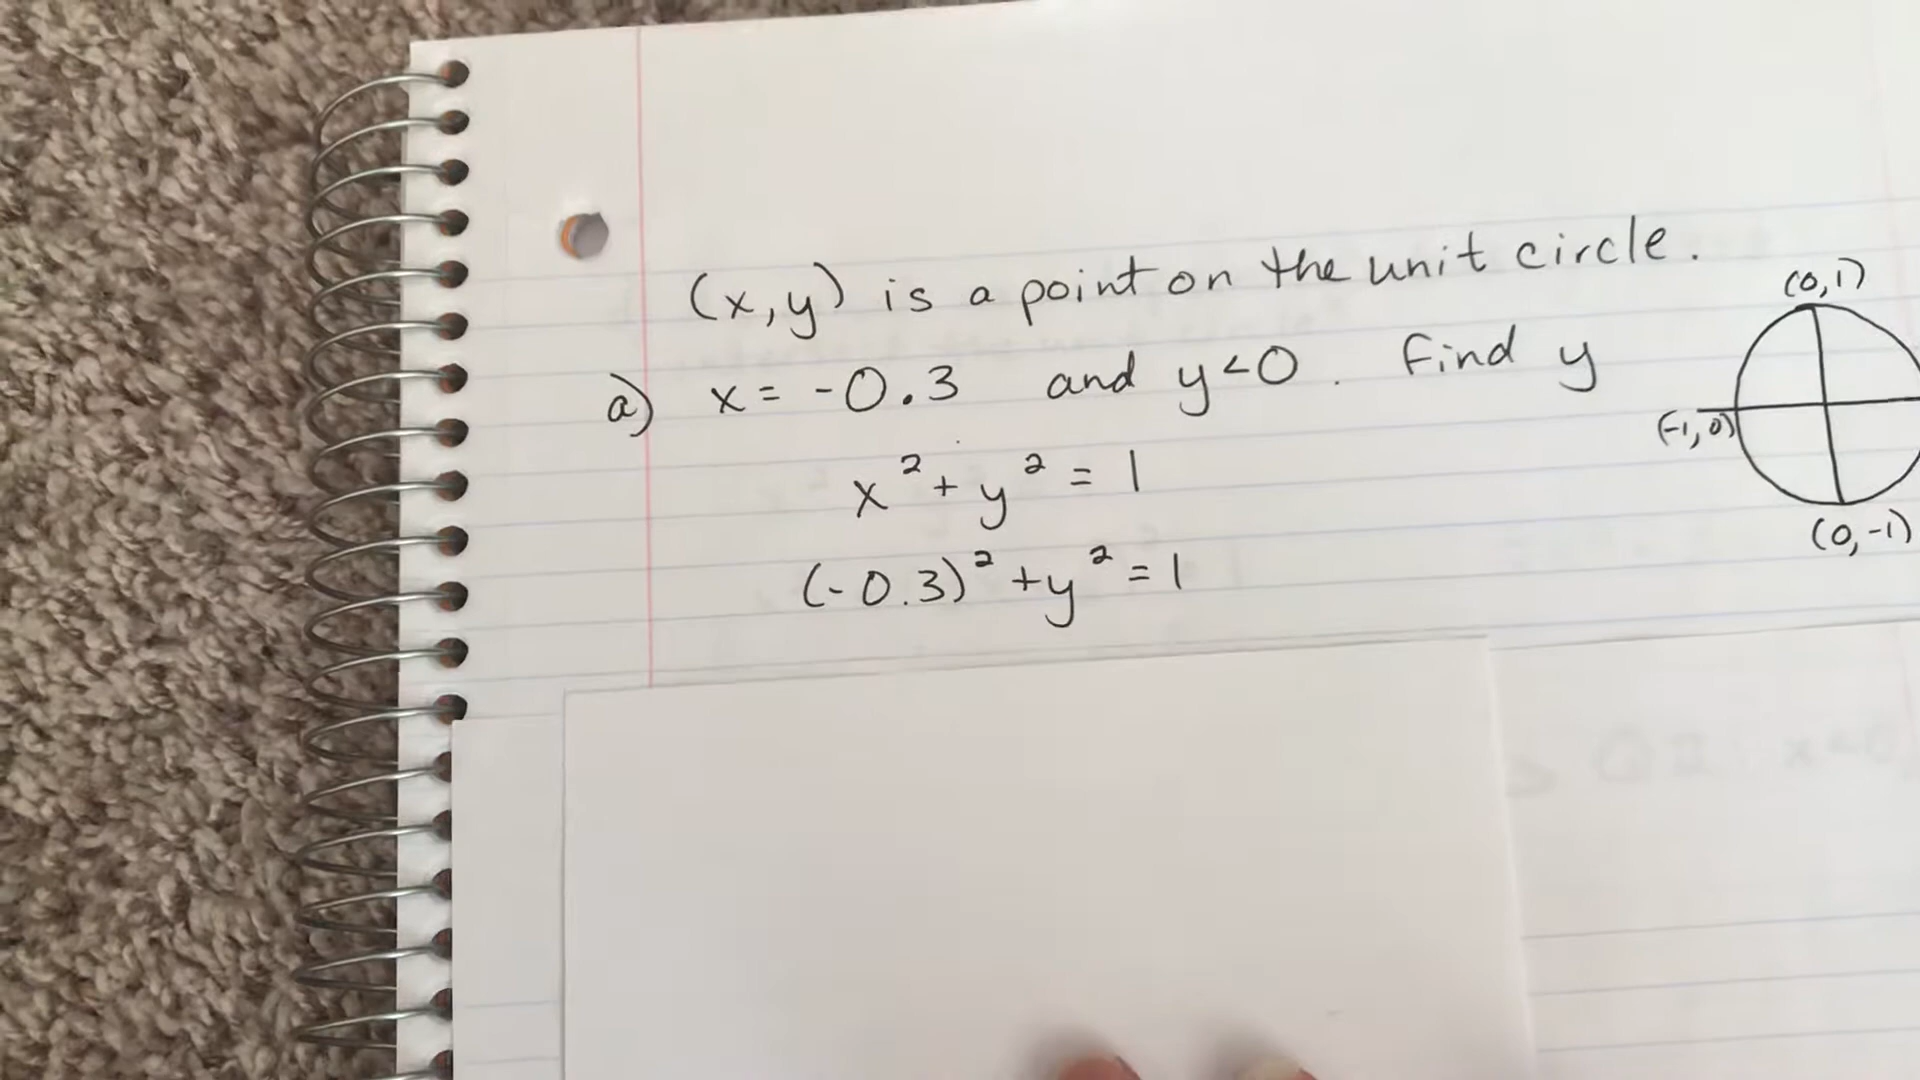 (x,y) is a point on the unit circle.
a) x = -0.3 and y<0. Find y
x² + y² = 1
(-0.3)² + y² = 1
(0,1)
(-1,0)
(0,-1)